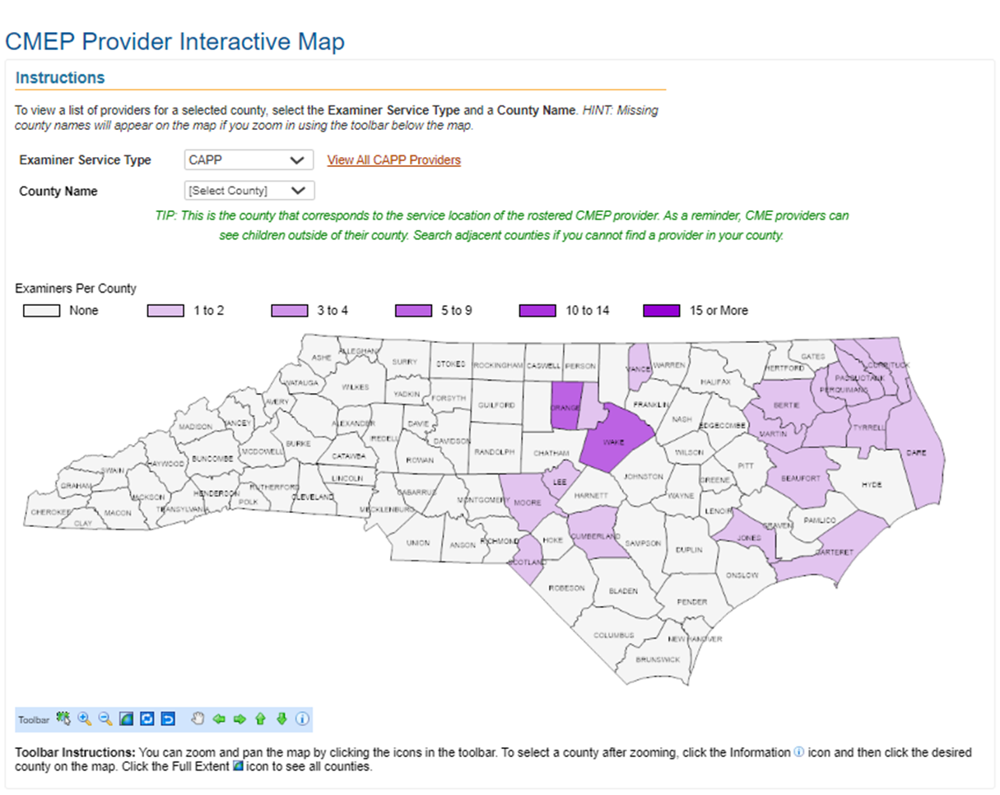 CMEP Provider Interactive Map
Instructions
To view a list of providers for a selected county, select the Examiner Service Type and a County Name. HINT: Missing
county names will appear on the map if you zoom in using the toolbar below the map.
Examiner Service Type CAPP View All CAPP Providers
County Name [Select County]
TIP: This is the county that corresponds to the service location of the rostered CMEP provider. As a reminder, CME providers can
see children outside of their county. Search adjacent counties if you cannot find a provider in your county.
Examiners Per County
None 1 to 2 3 to 4 5 to 9 10 to 14 15 or More
ASHE
ALLEGHANY
SURRY
STOKES
ROCKINGHAM
CASWELL
PERSON
VANCE
WARREN
GATES
HERTFORD
CURRITUCK
PASQUOTANK
PERQUIMANS
HALIFAX
WATAUGA
WILKES
YADKIN
FORSYTH
GUILFORD
ORANGE
FRANKLIN
BERTIE
AVERY
MADISON
YANCEY
ALEXANDER
DAVIE
NASH
EDGECOMBE
MARTIN
TYRRELL
DARE
BURKE
IREDELL
DAVIDSON
WAKE
MCDOWELL
CATAWBA
ROWAN
RANDOLPH
CHATHAM
WILSON
PITT
BUNCOMBE
HAYWOOD
SWAIN
GRAHAM
LINCOLN
LEE
JOHNSTON
GREENE
BEAUFORT
HYDE
JACKSON
HENDERSON
RUTHERFORD
POLK
CLEVELAND
CABARRUS
MONTGOMERY
MOORE
HARNETT
WAYNE
LENOIR
CHEROKEE
CLAY
MACON
TRANSYLVANIA
MECKLENBURG
CRAVEN
PAMLICO
UNION
ANSON
RICHMOND
HOKE
CUMBERLAND
SAMPSON
DUPLIN
JONES
CARTERET
SCOTLAND
ONSLOW
ROBESON
BLADEN
PENDER
COLUMBUS
NEW HANOVER
BRUNSWICK
Toolbar
Toolbar Instructions: You can zoom and pan the map by clicking the icons in the toolbar. To select a county after zooming, click the Information icon and then click the desired
county on the map. Click the Full Extent icon to see all counties.